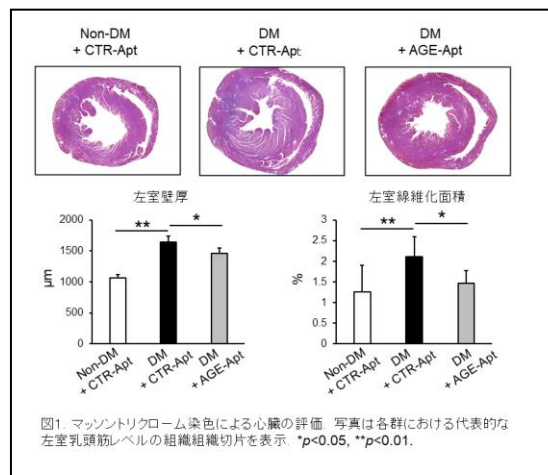 Non-DM
+ CTR-Apt
DM
+ CTR-Apt
DM
+ AGE-Apt
左室壁厚
μm
2000
1500
1000
500
0
**
*
Non-DM
+ CTR-Apt
DM
+ CTR-Apt
DM
+ AGE-Apt
左室線維化面積
%
3
2.5
2
1.5
1
0.5
0
**
*
Non-DM
+ CTR-Apt
DM
+ CTR-Apt
DM
+ AGE-Apt
図1. マッソントリクローム染色による心臓の評価. 写真は各群における代表的な
左室乳頭筋レベルの組織組織切片を表示. *p<0.05, **p<0.01.